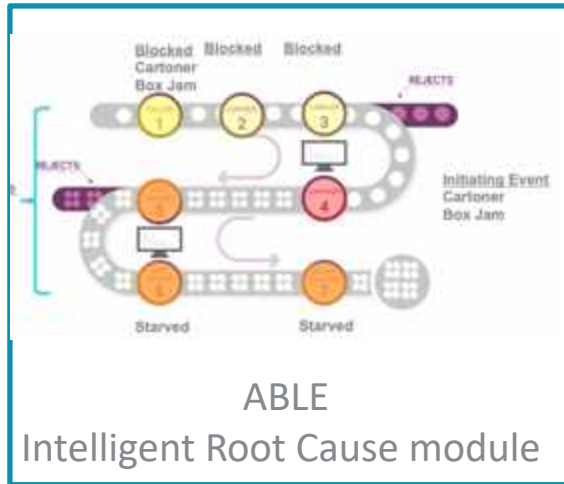 Blocked Blocked Blocked
Cartoner
Box Jam
REJECTS
1
2
3
REJECTS
4
Initiating Event
Cartoner
Box Jam
Starved
Starved
ABLE
Intelligent Root Cause module